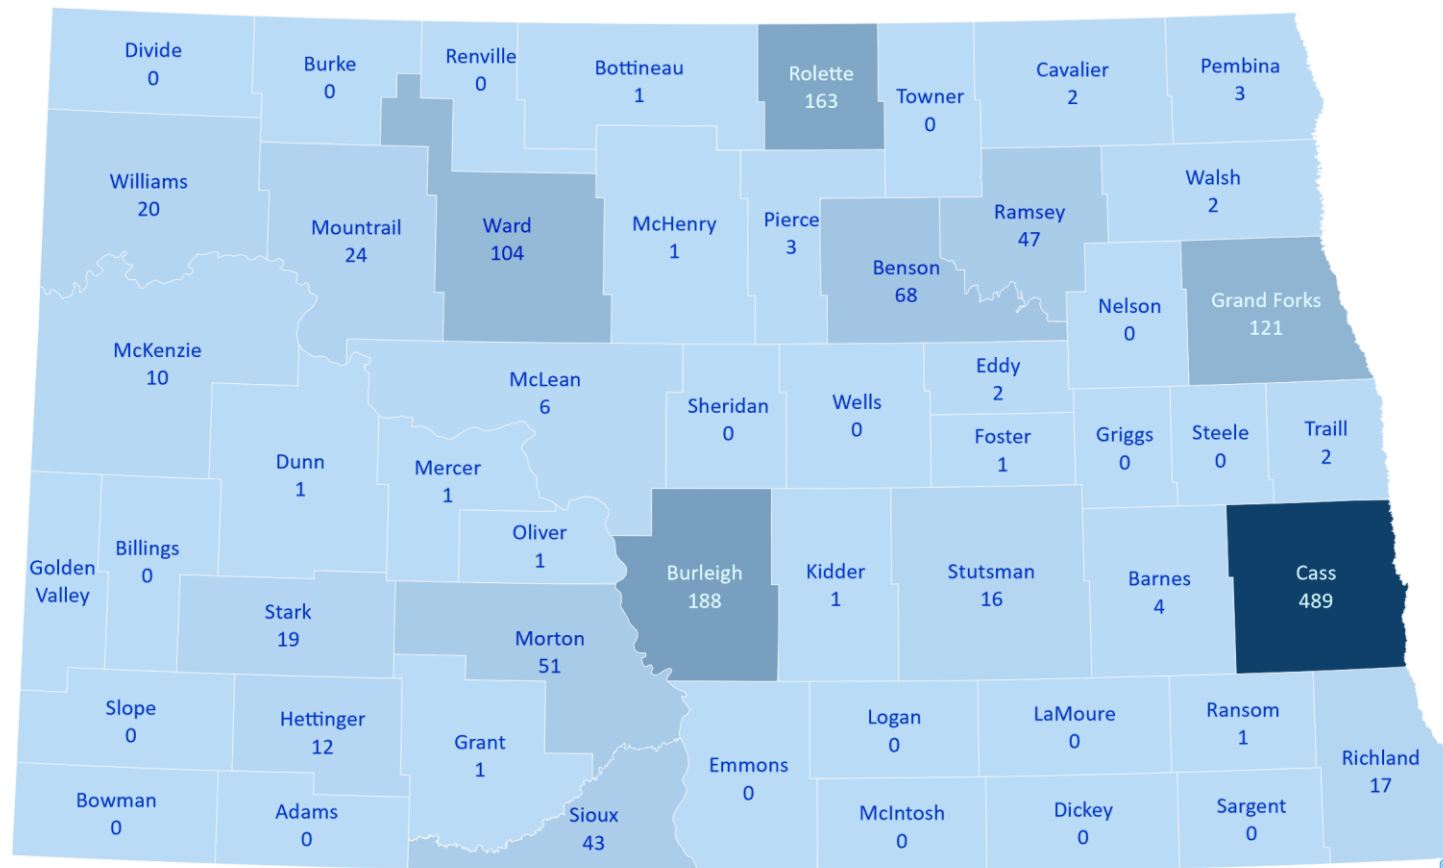 Divide
0
Burke
0
Renville
0
Bottineau
1
Rolette
163
Towner
0
Cavalier
2
Pembina
3
Williams
20
Mountrail
24
Ward
104
McHenry
1
Pierce
3
Benson
68
Ramsey
47
Walsh
2
Nelson
0
Grand Forks
121
McKenzie
10
McLean
6
Sheridan
0
Wells
0
Eddy
2
Foster
1
Griggs
0
Steele
0
Traill
2
Dunn
1
Mercer
1
Oliver
1
Golden
Valley
Billings
0
Stark
19
Morton
51
Burleigh
188
Kidder
1
Stutsman
16
Barnes
4
Cass
489
Slope
0
Hettinger
12
Grant
1
Emmons
0
Logan
0
LaMoure
0
Ransom
1
Richland
17
Bowman
0
Adams
0
Sioux
43
McIntosh
0
Dickey
0
Sargent
0